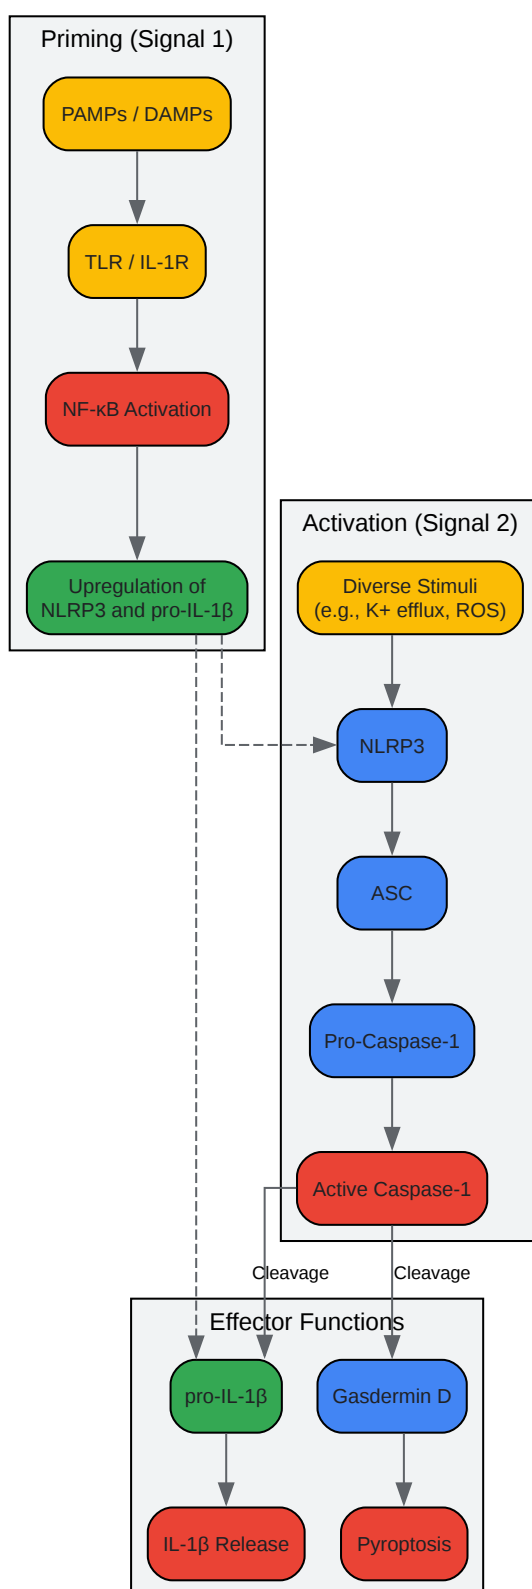 Priming (Signal 1)
PAMPs / DAMPs
TLR / IL-1R
NF-κB Activation
Upregulation of
NLRP3 and pro-IL-1β
Activation (Signal 2)
Diverse Stimuli
(e.g., K+ efflux, ROS)
NLRP3
ASC
Pro-Caspase-1
Active Caspase-1
Cleavage
Cleavage
Effector Functions
pro-IL-1β
Gasdermin D
IL-1β Release
Pyroptosis